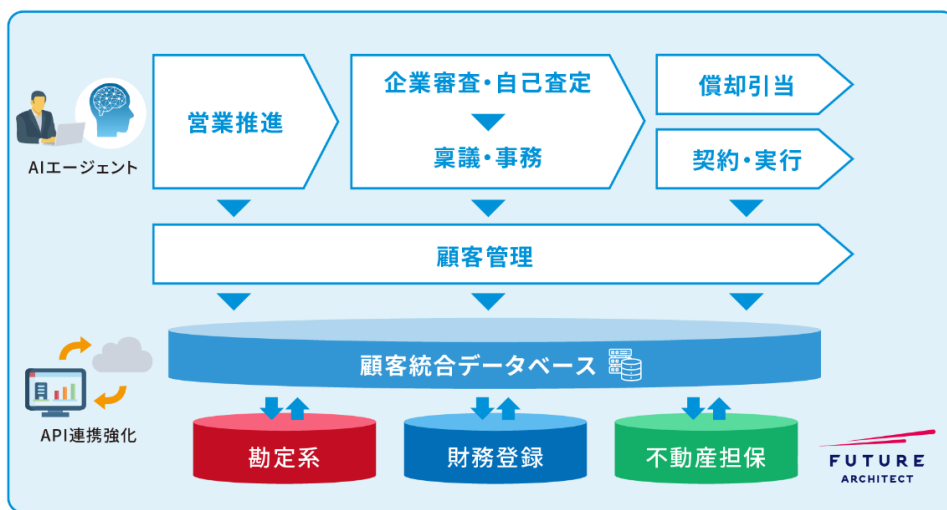 営業推進
企業審査・自己査定
稟議・事務
償却引当
契約・実行
AIエージェント
顧客管理
顧客統合データベース
API連携強化
勘定系
財務登録
不動産担保
FUTURE
ARCHITECT